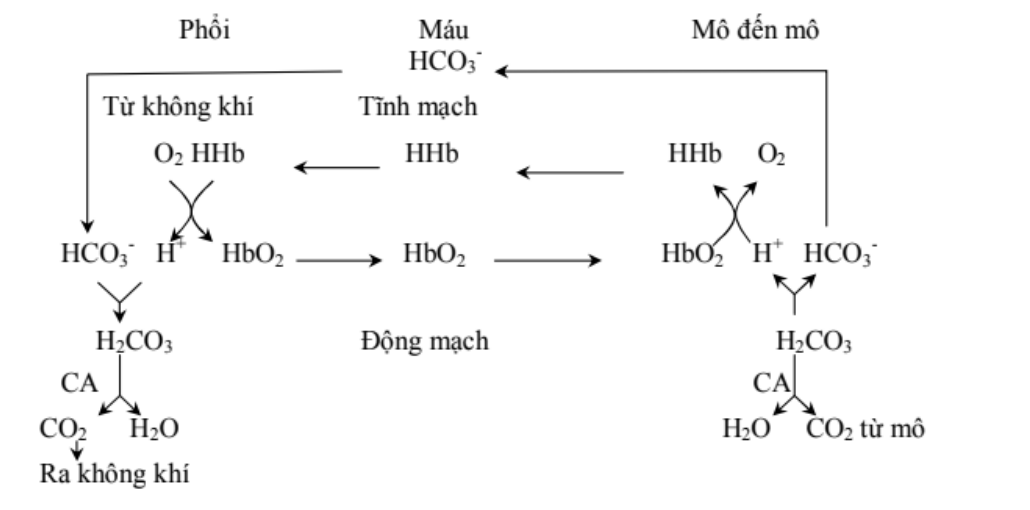 Phổi Máu Mô đến mô
HCO₃⁻
Từ không khí Tĩnh mạch
O₂ HHb HHb HHb O₂
HCO₃⁻ H⁺ HbO₂ HbO₂ HbO₂ H⁺ HCO₃⁻
H₂CO₃ Động mạch H₂CO₃
CA CA
CO₂ H₂O H₂O CO₂ từ mô
Ra không khí